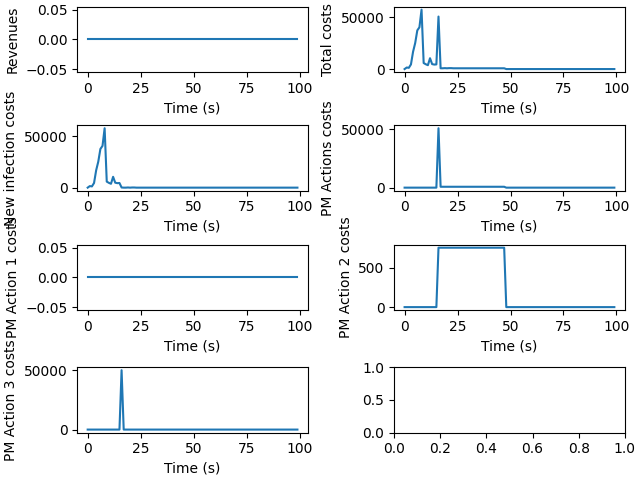 Revenues
0.05
0.00
−0.05
0 25 50 75 100
Time (s)
Total costs
50000
0
0 25 50 75 100
Time (s)
New infection costs
50000
0
0 25 50 75 100
Time (s)
PM Actions costs
50000
0
0 25 50 75 100
Time (s)
PM Action 1 costs
0.05
0.00
−0.05
0 25 50 75 100
Time (s)
PM Action 2 costs
500
0
0 25 50 75 100
Time (s)
PM Action 3 costs
50000
0
0 25 50 75 100
Time (s)
1.0
0.5
0.0
0.0 0.2 0.4 0.6 0.8 1.0